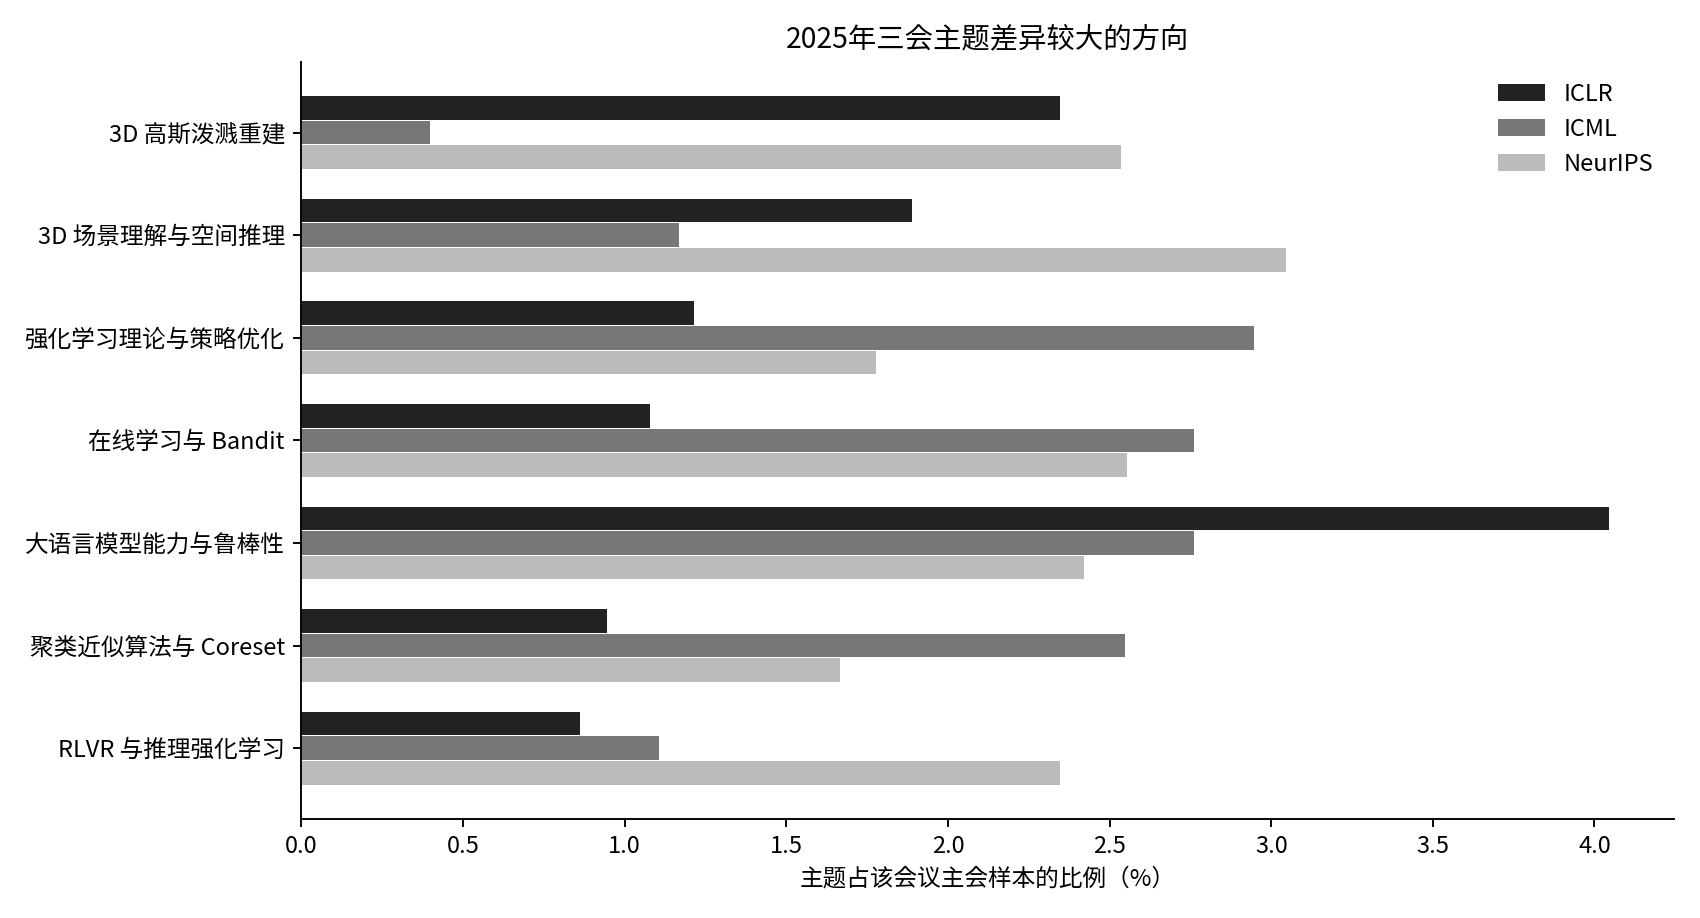 2025年三会主题差异较大的方向
ICLR
ICML
NeurIPS
3D 高斯泼溅重建
3D 场景理解与空间推理
强化学习理论与策略优化
在线学习与 Bandit
大语言模型能力与鲁棒性
聚类近似算法与 Coreset
RLVR 与推理强化学习
0.0 0.5 1.0 1.5 2.0 2.5 3.0 3.5 4.0
主题占该会议主会样本的比例（%）